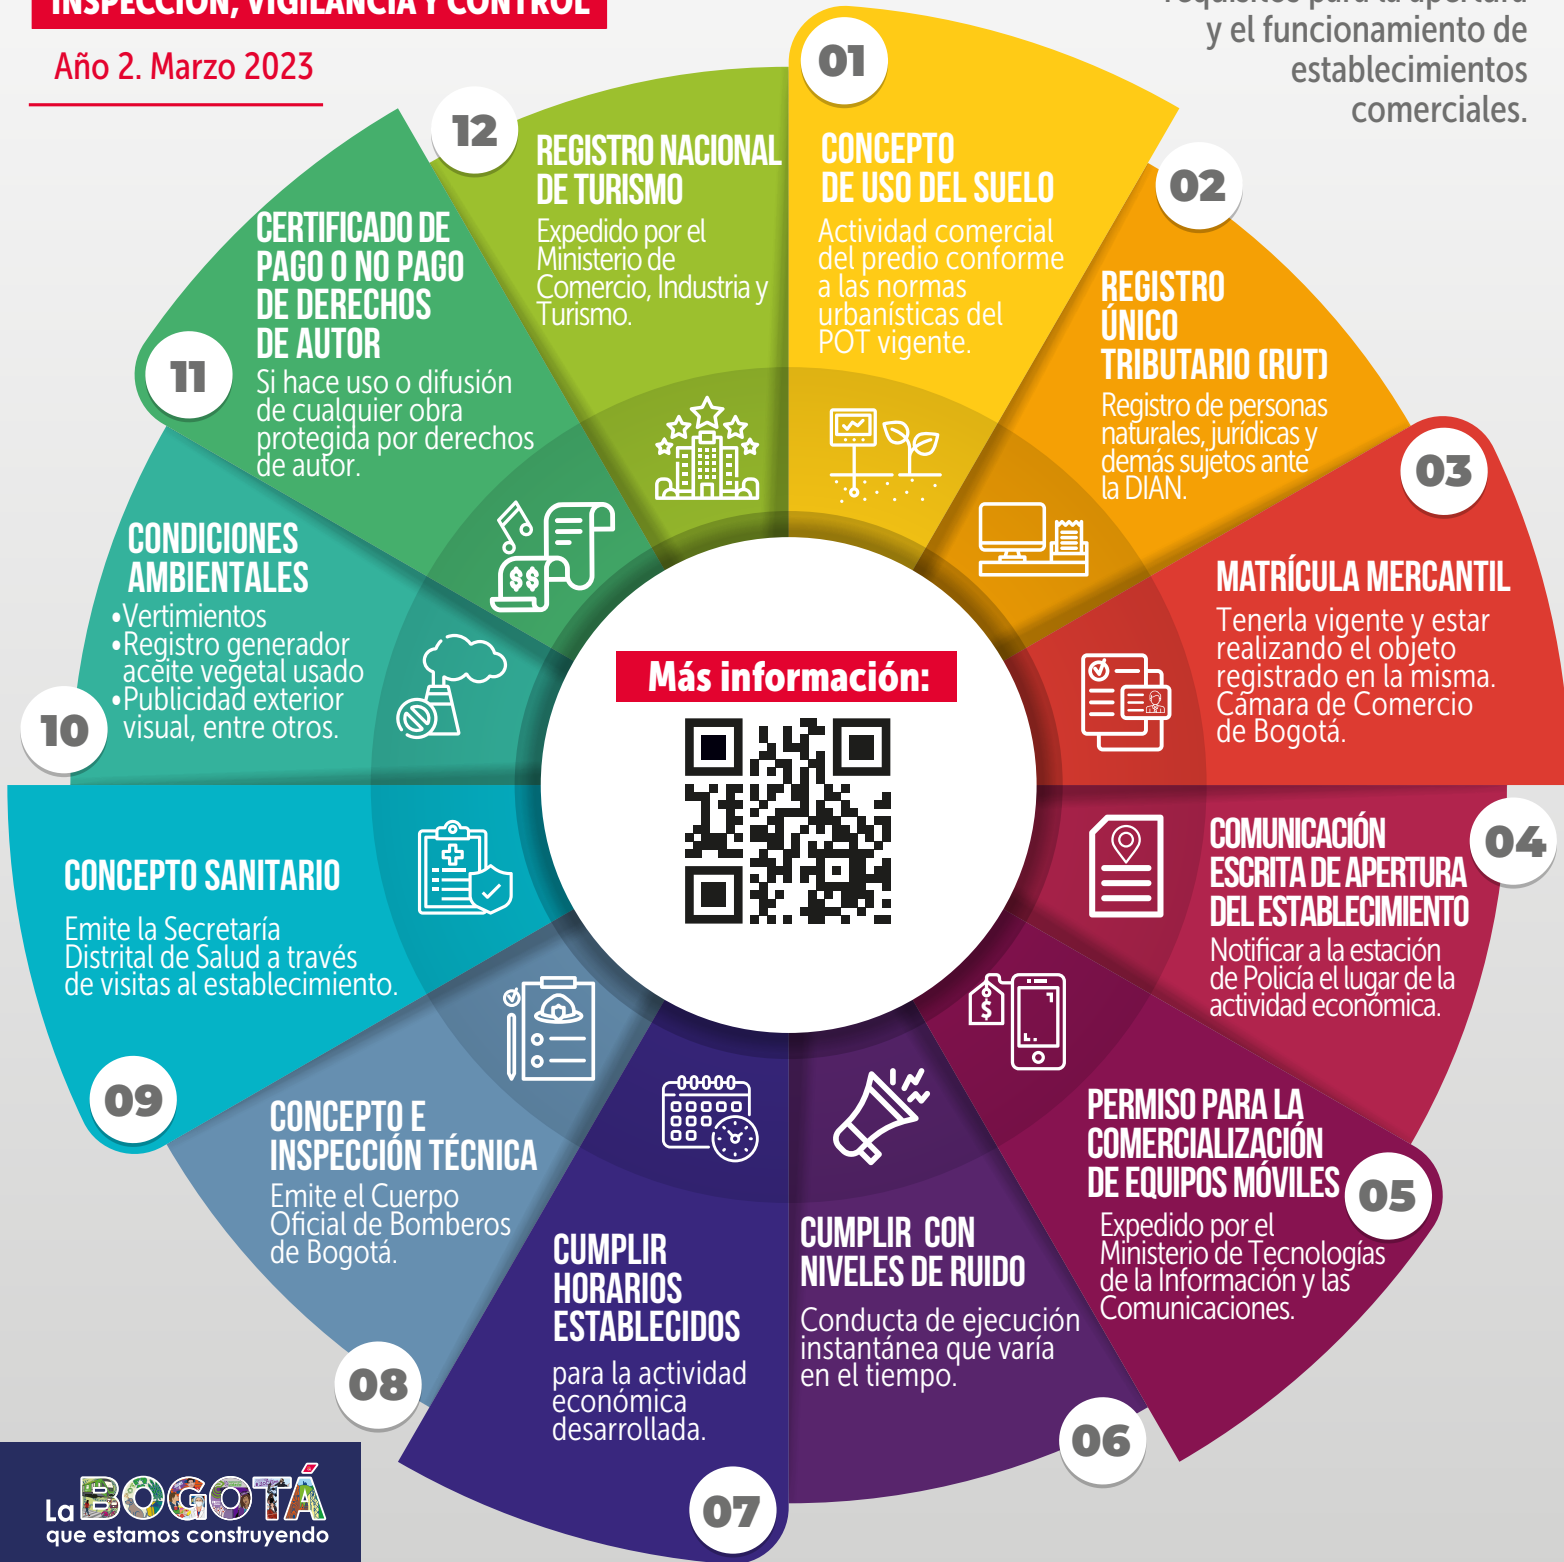 INSPECCIÓN, VIGILANCIA Y CONTROL
Año 2. Marzo 2023
requisitos para la apertura
y el funcionamiento de
establecimientos
comerciales.
01
CONCEPTO
DE USO DEL SUELO
Actividad comercial
del predio conforme
a las normas
urbanísticas del
POT vigente.
02
REGISTRO
ÚNICO
TRIBUTARIO (RUT)
Registro de personas
naturales, jurídicas y
demás sujetos ante
la DIAN.
03
MATRÍCULA MERCANTIL
Tenerla vigente y estar
realizando el objeto
registrado en la misma.
Cámara de Comercio
de Bogotá.
04
COMUNICACIÓN
ESCRITA DE APERTURA
DEL ESTABLECIMIENTO
Notificar a la estación
de Policía el lugar de la
actividad económica.
05
PERMISO PARA LA
COMERCIALIZACIÓN
DE EQUIPOS MÓVILES
Expedido por el
Ministerio de Tecnologías
de la Información y las
Comunicaciones.
06
CUMPLIR CON
NIVELES DE RUIDO
Conducta de ejecución
instantánea que varía
en el tiempo.
07
CUMPLIR
HORARIOS
ESTABLECIDOS
para la actividad
económica
desarrollada.
08
CONCEPTO E
INSPECCIÓN TÉCNICA
Emite el Cuerpo
Oficial de Bomberos
de Bogotá.
09
CONCEPTO SANITARIO
Emite la Secretaría
Distrital de Salud a través
de visitas al establecimiento.
10
CONDICIONES
AMBIENTALES
•Vertimientos
•Registro generador
aceite vegetal usado
•Publicidad exterior
visual, entre otros.
11
CERTIFICADO DE
PAGO O NO PAGO
DE DERECHOS
DE AUTOR
Si hace uso o difusión
de cualquier obra
protegida por derechos
de autor.
12
REGISTRO NACIONAL
DE TURISMO
Expedido por el
Ministerio de
Comercio, Industria y
Turismo.
$$
$
Más información:
La BOGOTÁ
que estamos construyendo